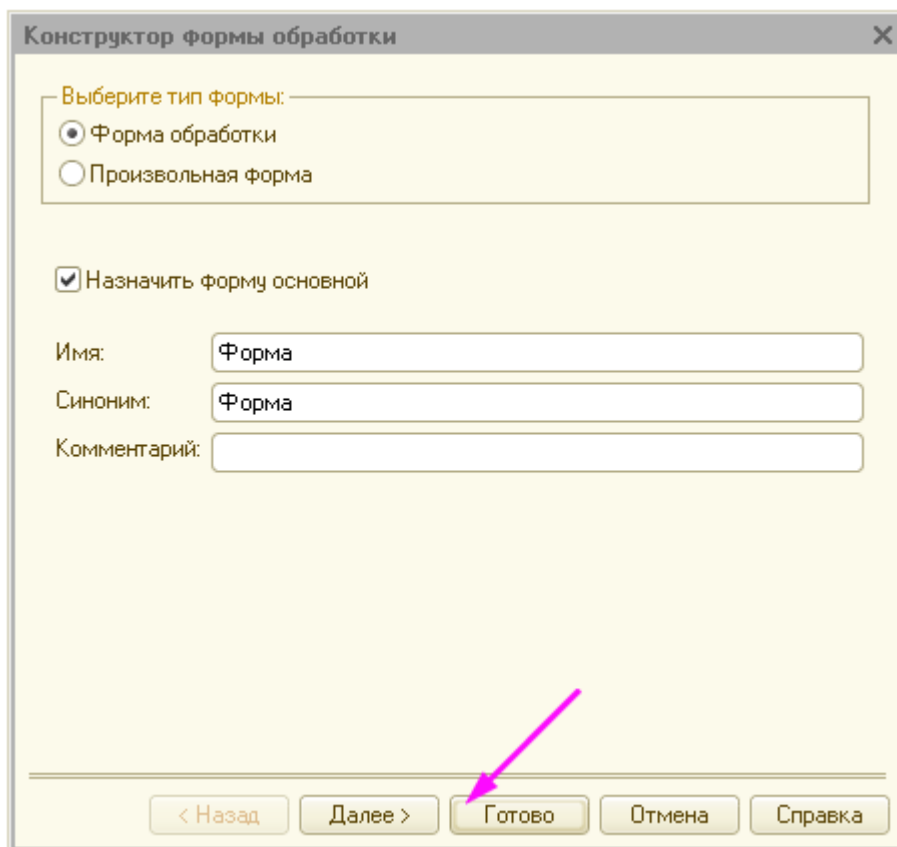 Конструктор формы обработки
Выберите тип формы:
Форма обработки
Произвольная форма
Назначить форму основной
Имя: Форма
Синоним: Форма
Комментарий:
< Назад Далее > Готово Отмена Справка